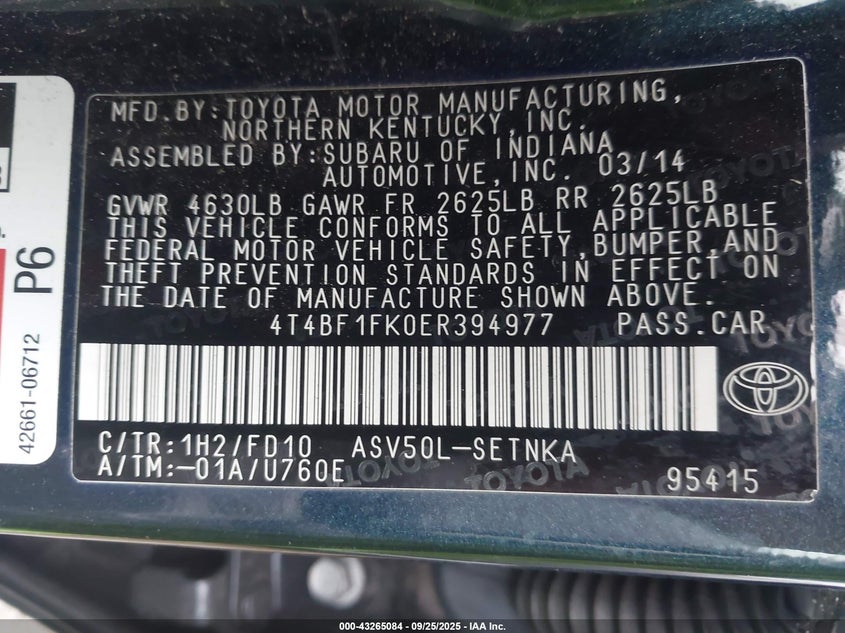 MFD.BY:TOYOTA MOTOR MANUFACTURING,
NORTHERN KENTUCKY,INC.
ASSEMBLED BY:SUBARU OF INDIANA
AUTOMOTIVE,INC. 03/14
GVWR 4630LB GAWR FR 2625LB RR 2625LB
THIS VEHICLE CONFORMS TO ALL APPLICABLE
FEDERAL MOTOR VEHICLE SAFETY,BUMPER,AND
THEFT PREVENTION STANDARDS IN EFFECT ON
THE DATE OF MANUFACTURE SHOWN ABOVE.
4T4BF1FK0ER394977 PASS.CAR
C/TR:1H2/FD10 ASV50L-SETNKA
A/TM:-01A/U760E 95415
P6
42661-06712
TOYOTA
000-43265084 - 09/25/2025 - IAA Inc.